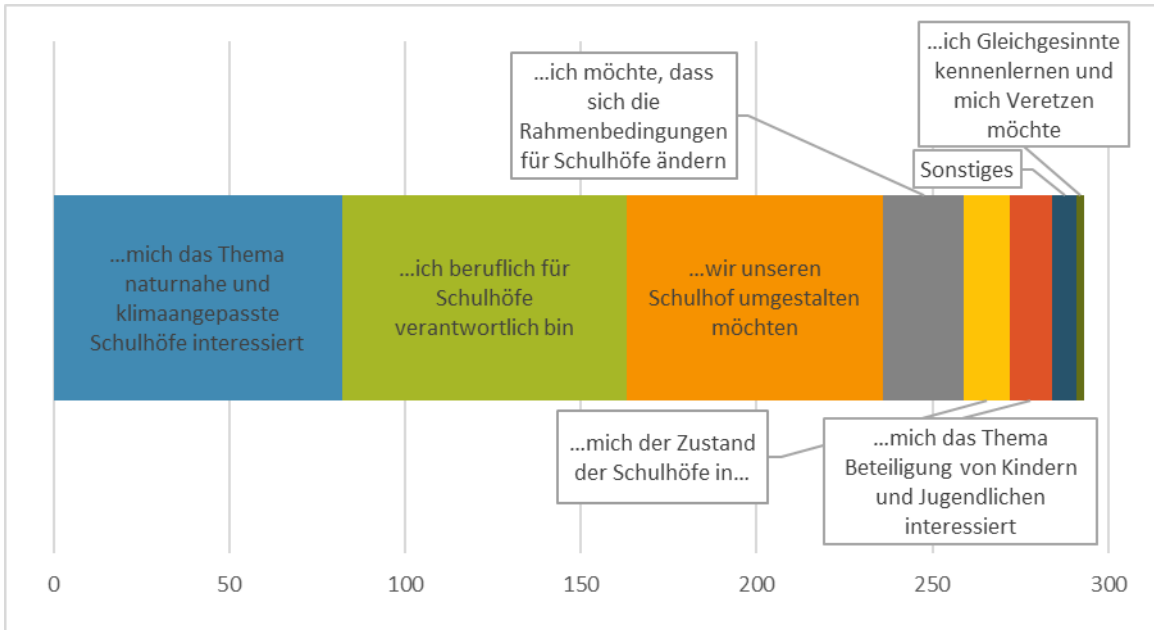 ...ich Gleichgesinnte
kennenlernen und
mich Veretzen
möchte
...ich möchte, dass
sich die
Rahmenbedingungen
für Schulhöfe ändern
Sonstiges
...mich das Thema
naturnahe und
klimaangepasste
Schulhöfe interessiert
...ich beruflich für
Schulhöfe
verantwortlich bin
...wir unseren
Schulhof umgestalten
möchten
...mich der Zustand
der Schulhöfe in...
...mich das Thema
Beteiligung von Kindern
und Jugendlichen
interessiert
0 50 100 150 200 250 300